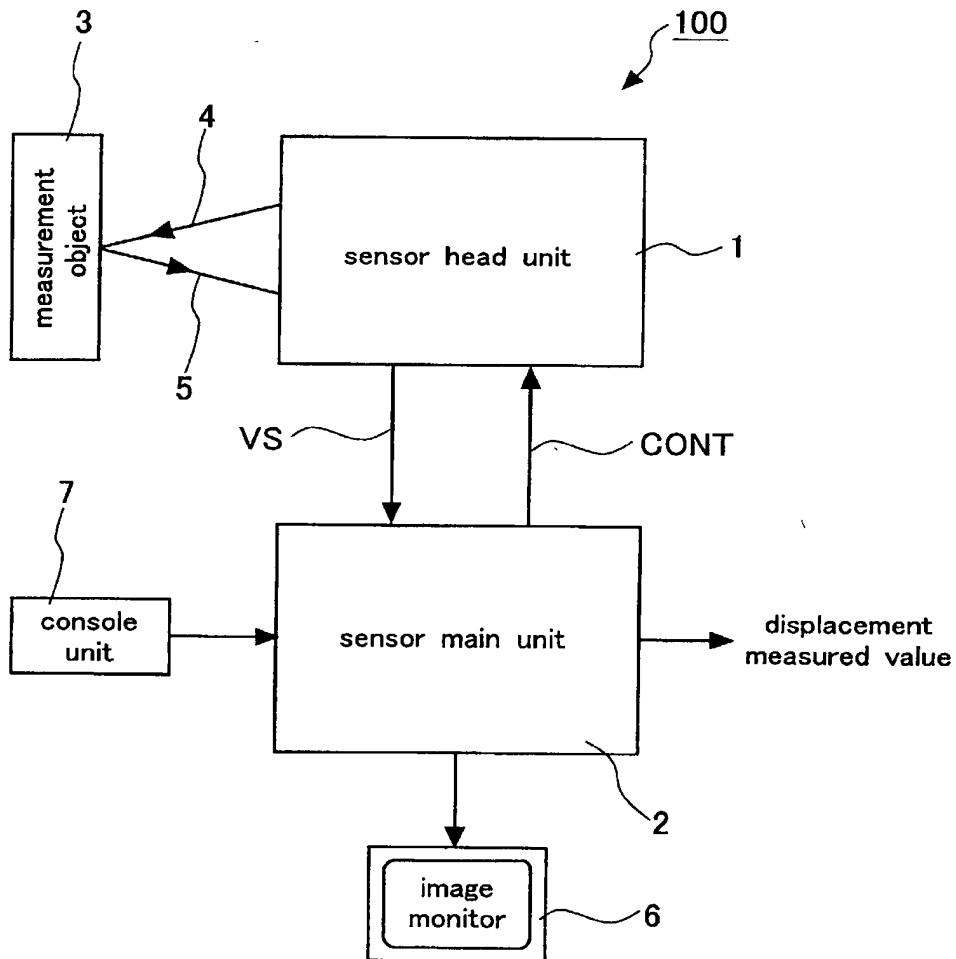 3
100
4
measurement
object
sensor head unit
1
5
VS
CONT
7
console
unit
sensor main unit
displacement
measured value
2
image
monitor
6